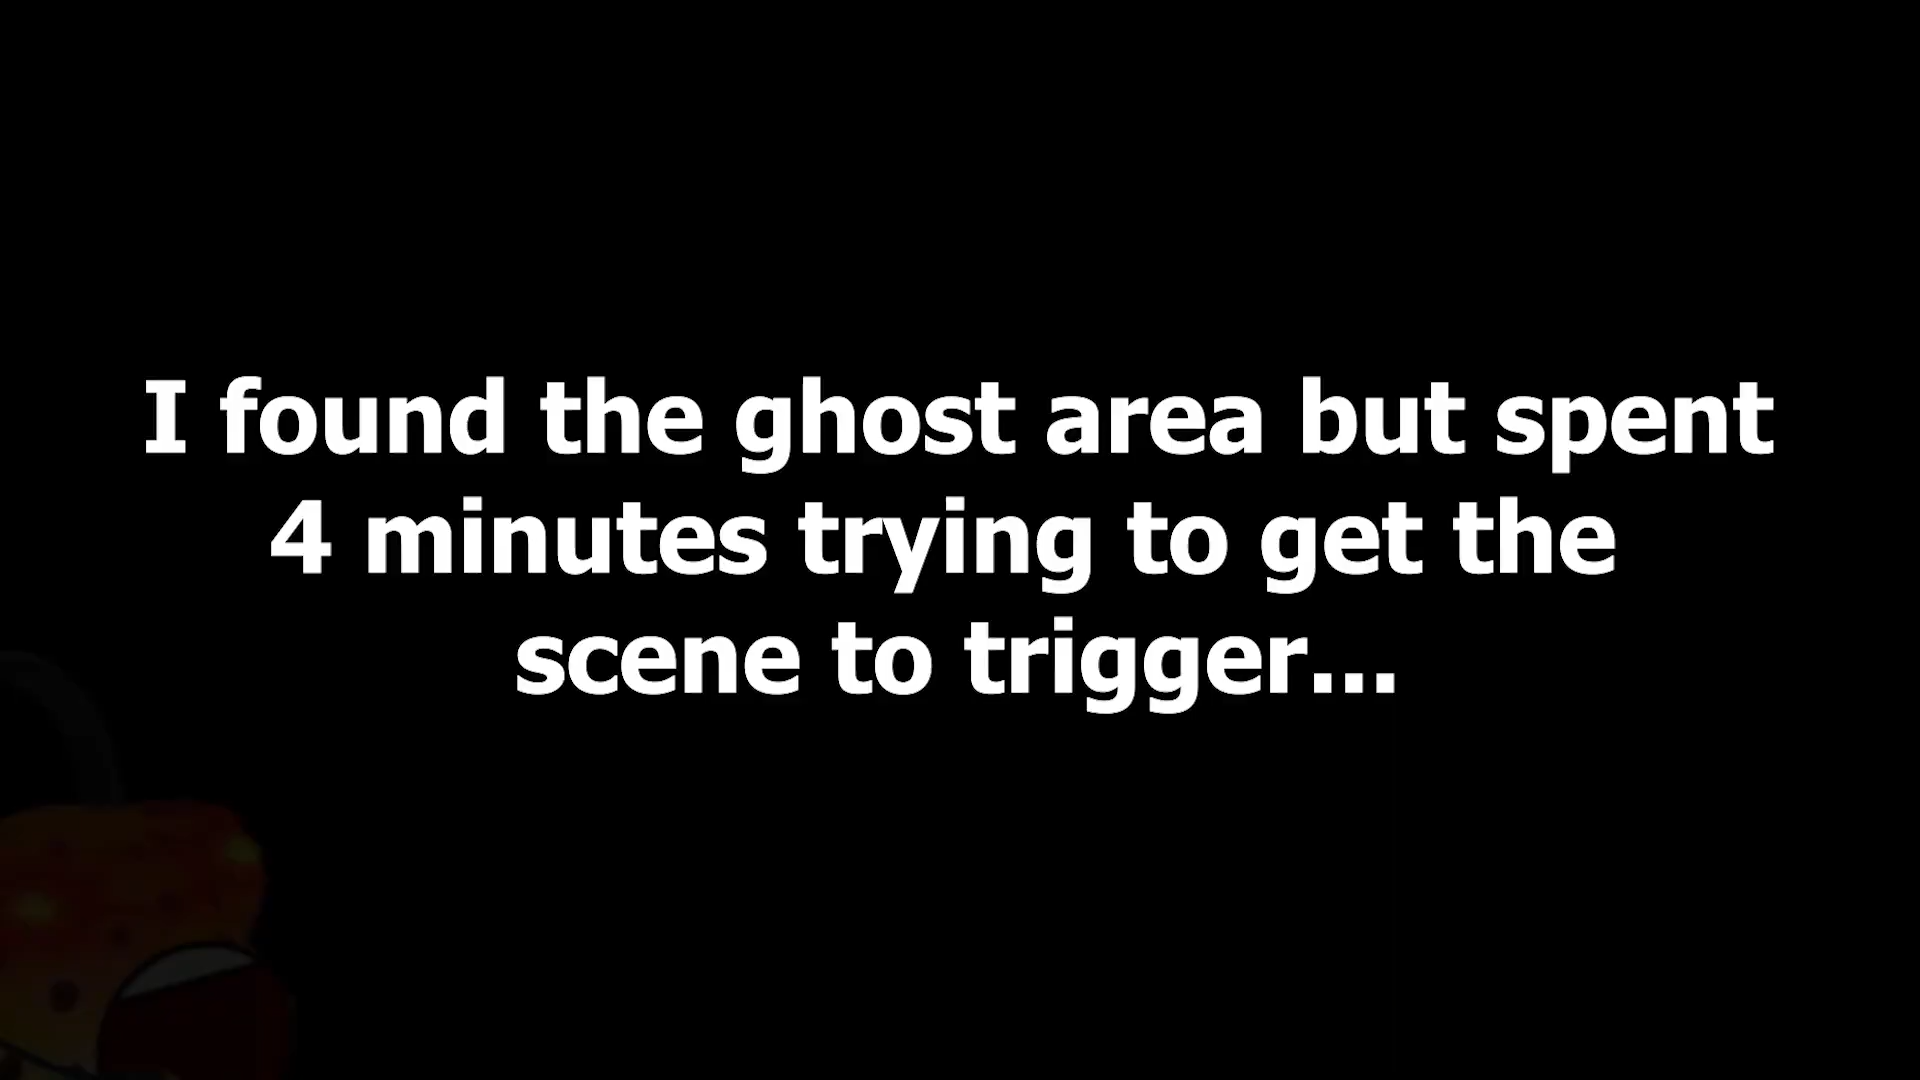 I found the ghost area but spent
4 minutes trying to get the
scene to trigger...